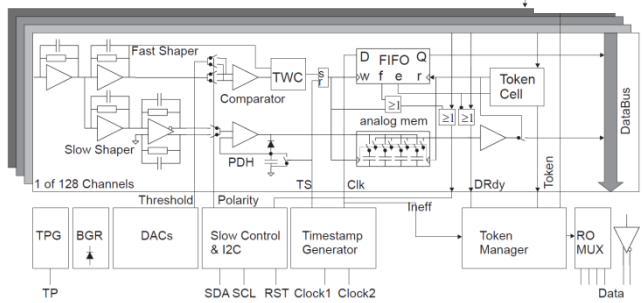 Fast Shaper
TWC
s
r
D
FIFO
Q
w
f
e
r
Token
Cell
Comparator
≥1
≥1
≥1
analog mem
Slow Shaper
PDH
DataBus
1 of 128 Channels
TS
Clk
DRdy
Token
Threshold
Polarity
Ineff
TPG
BGR
DACs
Slow Control
& I2C
Timestamp
Generator
Token
Manager
RO
MUX
TP
SDA SCL RST Clock1 Clock2
Data